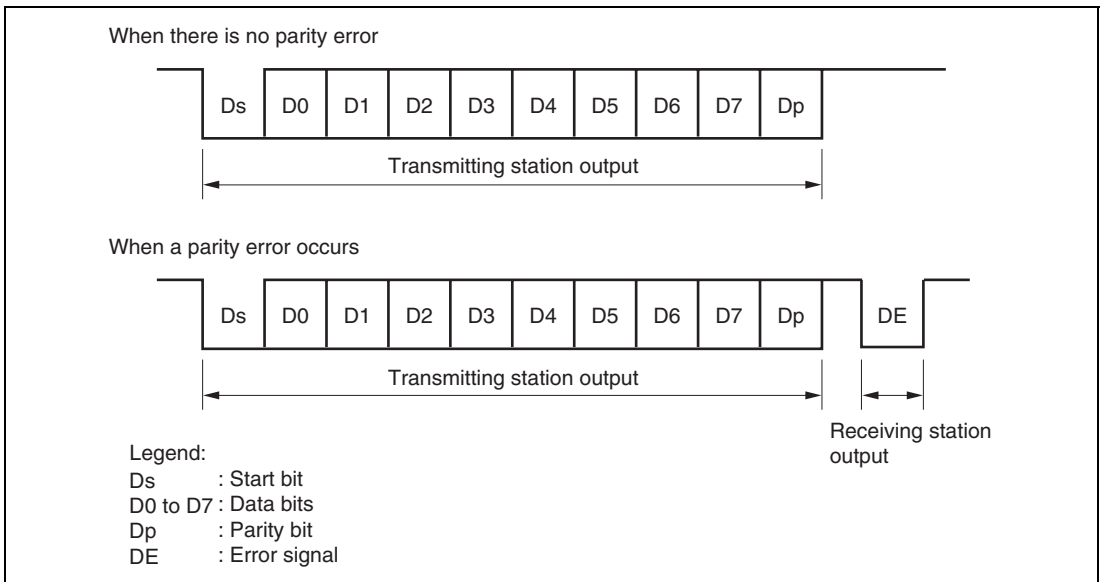 When there is no parity error
Ds D0 D1 D2 D3 D4 D5 D6 D7 Dp
Transmitting station output
When a parity error occurs
Ds D0 D1 D2 D3 D4 D5 D6 D7 Dp DE
Transmitting station output
Receiving station
output
Legend:
Ds : Start bit
D0 to D7 : Data bits
Dp : Parity bit
DE : Error signal